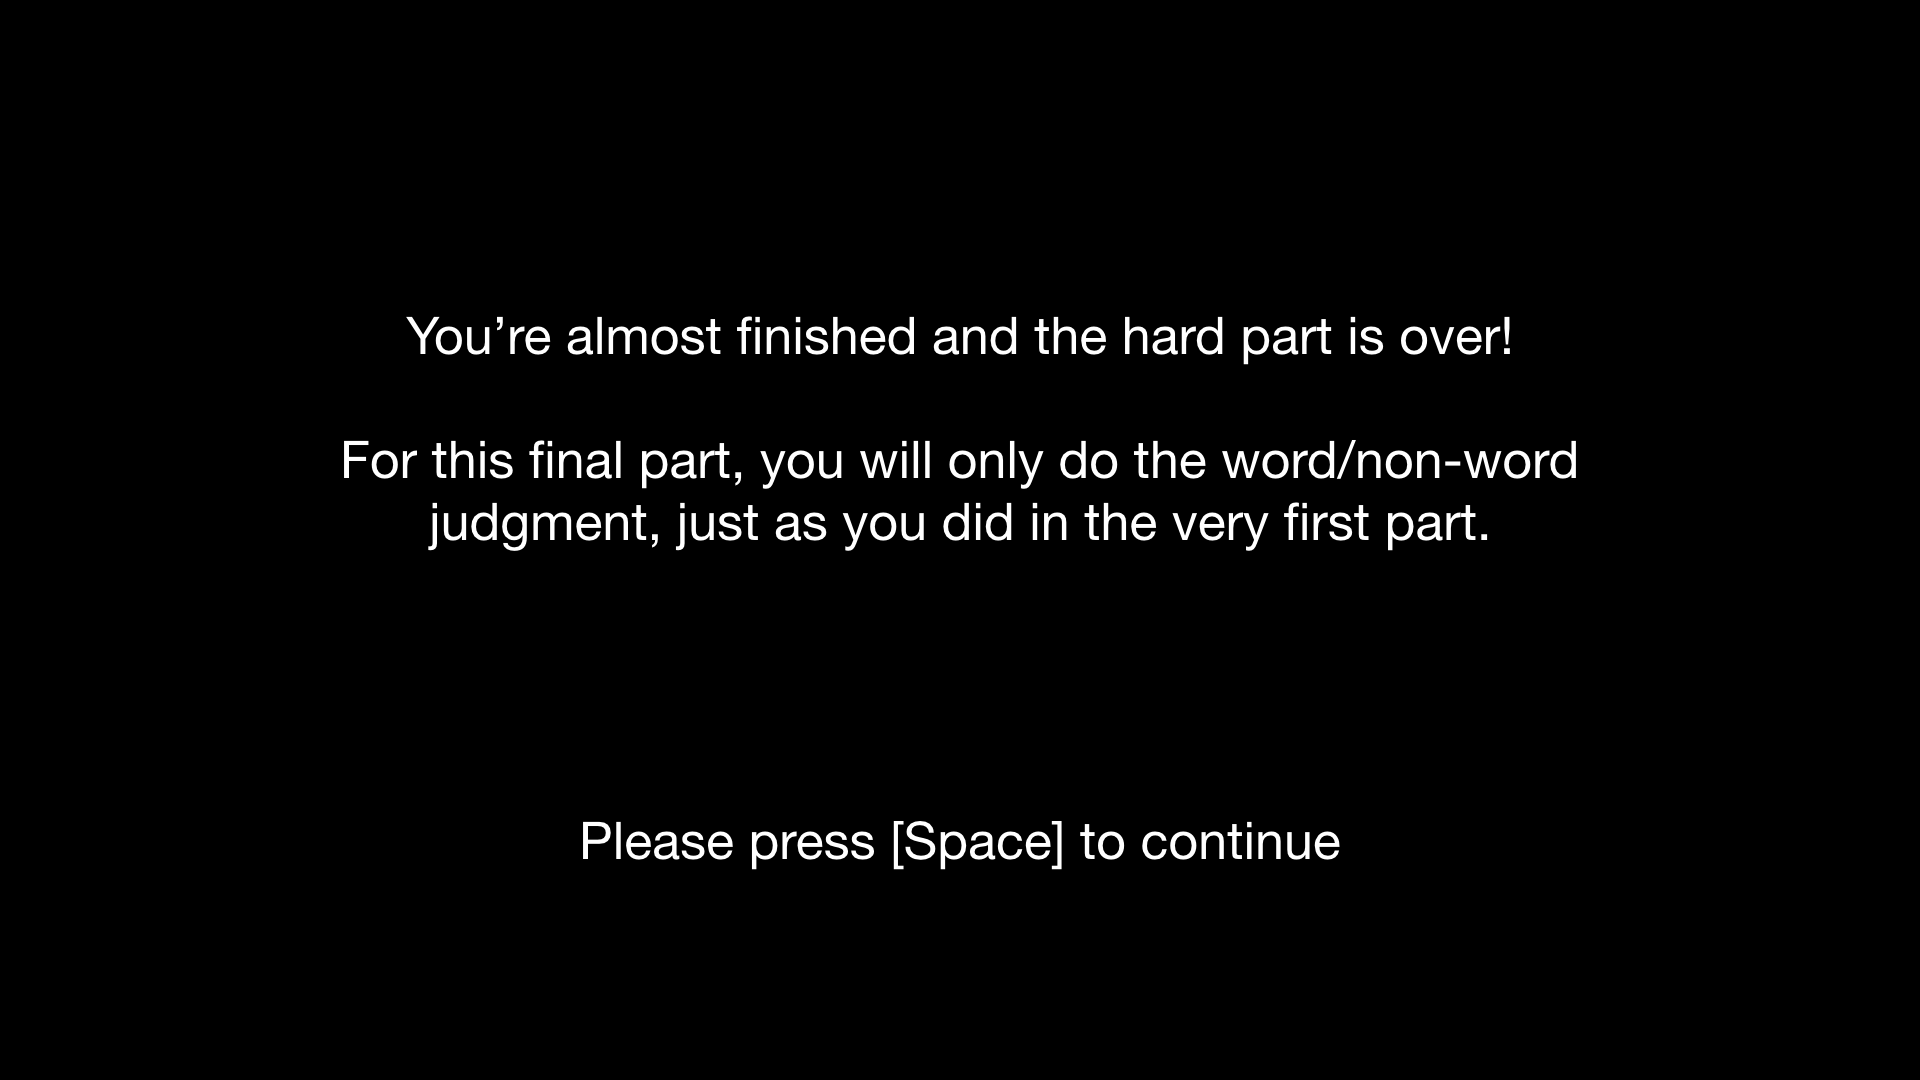 You’re almost finished and the hard part is over!
For this final part, you will only do the word/non-word
judgment, just as you did in the very first part.
Please press [Space] to continue